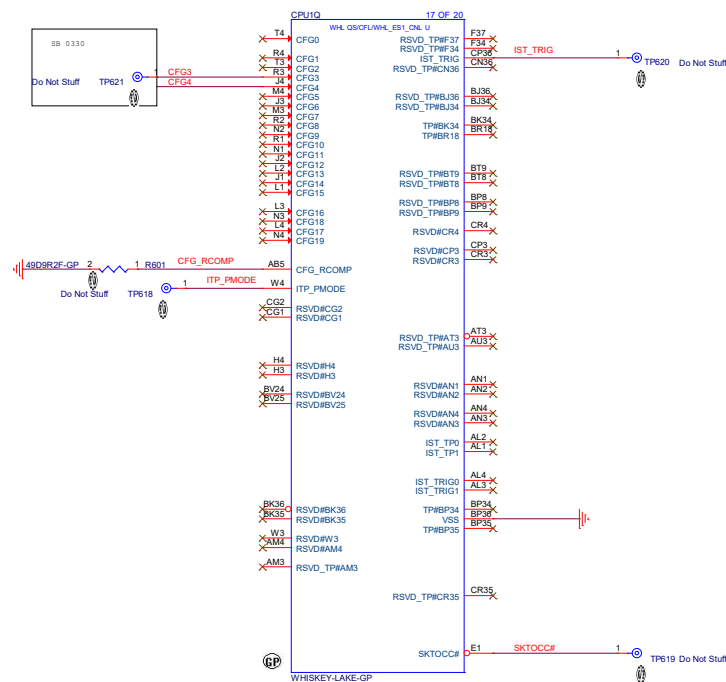 CPU1Q 17 OF 20
WHL QS/CFL/WHL_ES1_CNL U
SB 0330
Do Not Stuff TP621 1 CFG3
CFG4
T4 CFG0
R4 CFG1
T3 CFG2
R3 CFG3
J4 CFG4
M4 CFG5
J3 CFG6
M3 CFG7
R2 CFG8
N2 CFG9
R1 CFG10
N1 CFG11
J2 CFG12
L2 CFG13
J1 CFG14
L1 CFG15
L3 CFG16
N3 CFG18
L4 CFG17
N4 CFG19
49D9R2F-GP 2 1 R601 CFG_RCOMP AB5 CFG_RCOMP
Do Not Stuff TP618 1 ITP_PMODE W4 ITP_PMODE
CG2 RSVD#CG2
CG1 RSVD#CG1
H4 RSVD#H4
H3 RSVD#H3
BV24 RSVD#BV24
BV25 RSVD#BV25
BK36 RSVD#BK36
BK35 RSVD#BK35
W3 RSVD#W3
AM4 RSVD#AM4
AM3 RSVD_TP#AM3
RSVD_TP#F37 F37
RSVD_TP#F34 F34
IST_TRIG CP36 IST_TRIG 1 TP620 Do Not Stuff
RSVD_TP#CN36 CN36
RSVD_TP#BJ36 BJ36
RSVD_TP#BJ34 BJ34
TP#BK34 BK34
TP#BR18 BR18
RSVD_TP#BT9 BT9
RSVD_TP#BT8 BT8
RSVD_TP#BP8 BP8
RSVD_TP#BP9 BP9
RSVD#CR4 CR4
RSVD#CP3 CP3
RSVD#CR3 CR3
RSVD_TP#AT3 AT3
RSVD_TP#AU3 AU3
RSVD#AN1 AN1
RSVD#AN2 AN2
RSVD#AN4 AN4
RSVD#AN3 AN3
IST_TP0 AL2
IST_TP1 AL1
IST_TRIG0 AL4
IST_TRIG1 AL3
TP#BP34 BP34
VSS BP36
TP#BP35 BP35
RSVD_TP#CR35 CR35
SKTOCC# E1 SKTOCC# 1 TP619 Do Not Stuff
GP
WHISKEY-LAKE-GP